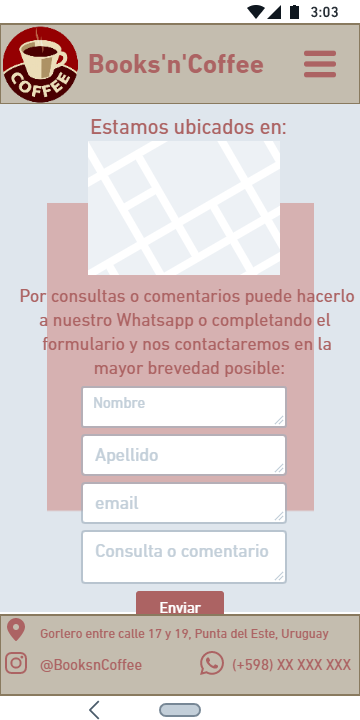 3:03
COFFEE
Books'n'Coffee
Estamos ubicados en:
Por consultas o comentarios puede hacerlo
a nuestro Whatsapp o completando el
formulario y nos contactaremos en la
mayor brevedad posible:
Nombre
Apellido
email
Consulta o comentario
Enviar
Gorlero entre calle 17 y 19, Punta del Este, Uruguay
@BooksnCoffee
(+598) XX XXX XXX